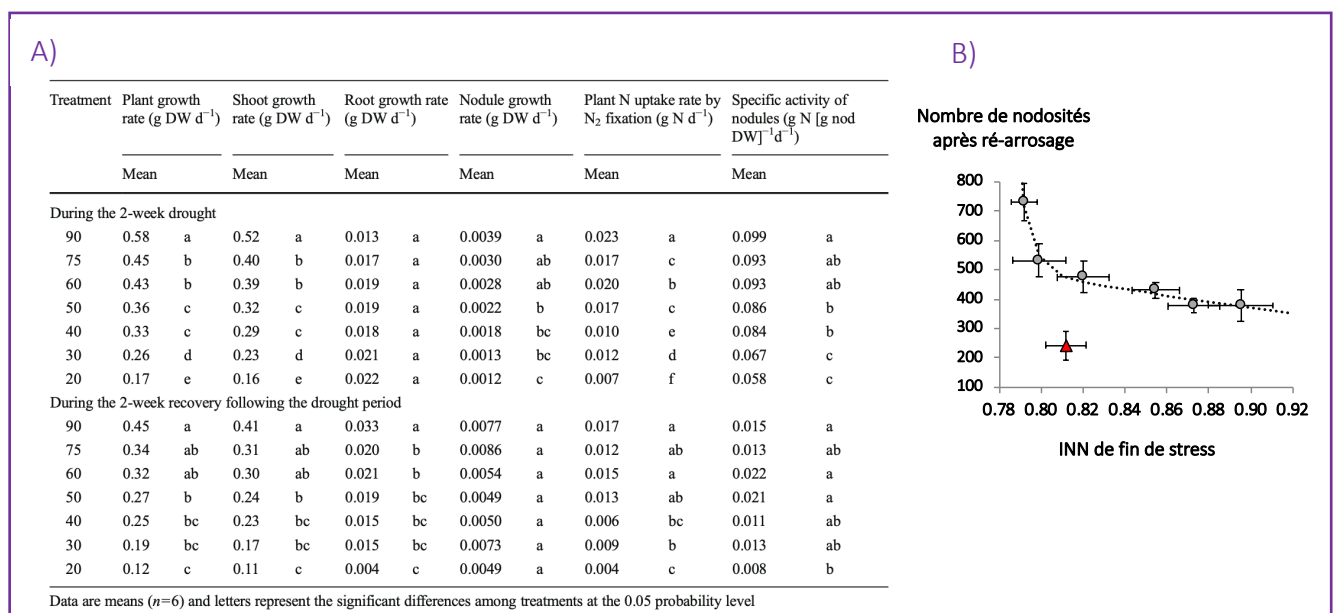 A)
Treatment Plant growth rate (g DW d⁻¹) Shoot growth rate (g DW d⁻¹) Root growth rate (g DW d⁻¹) Nodule growth rate (g DW d⁻¹) Plant N uptake rate by N₂ fixation (g N d⁻¹) Specific activity of nodules (g N [g nod DW]⁻¹d⁻¹)
Mean Mean Mean Mean Mean Mean
During the 2-week drought
90 0.58 a 0.52 a 0.013 a 0.0039 a 0.023 a 0.099 a
75 0.45 b 0.40 b 0.017 a 0.0030 ab 0.017 c 0.093 ab
60 0.43 b 0.39 b 0.019 a 0.0028 ab 0.020 b 0.093 ab
50 0.36 c 0.32 c 0.019 a 0.0022 b 0.017 c 0.086 b
40 0.33 c 0.29 c 0.018 a 0.0018 bc 0.010 e 0.084 b
30 0.26 d 0.23 d 0.021 a 0.0013 bc 0.012 d 0.067 c
20 0.17 e 0.16 e 0.022 a 0.0012 c 0.007 f 0.058 c
During the 2-week recovery following the drought period
90 0.45 a 0.41 a 0.033 a 0.0077 a 0.017 a 0.015 a
75 0.34 ab 0.31 ab 0.020 b 0.0086 a 0.012 ab 0.013 ab
60 0.32 ab 0.30 ab 0.021 b 0.0054 a 0.015 a 0.022 a
50 0.27 b 0.24 b 0.019 bc 0.0049 a 0.013 ab 0.021 a
40 0.25 bc 0.23 bc 0.015 bc 0.0050 a 0.006 bc 0.011 ab
30 0.19 bc 0.17 bc 0.015 bc 0.0073 a 0.009 b 0.013 ab
20 0.12 c 0.11 c 0.004 c 0.0049 a 0.004 c 0.008 b
Data are means (n=6) and letters represent the significant differences among treatments at the 0.05 probability level
B)
Nombre de nodosités
après ré-arrosage
800
700
600
500
400
300
200
100
0.78 0.80 0.82 0.84 0.86 0.88 0.90 0.92
INN de fin de stress